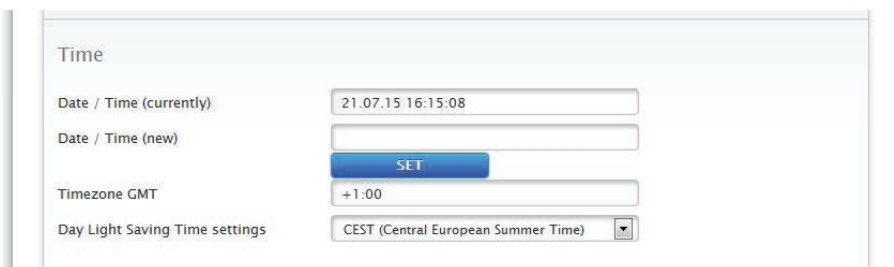 Time
Date / Time (currently) 21.07.15 16:15:08
Date / Time (new)
SET
Timezone GMT +1:00
Day Light Saving Time settings CEST (Central European Summer Time)